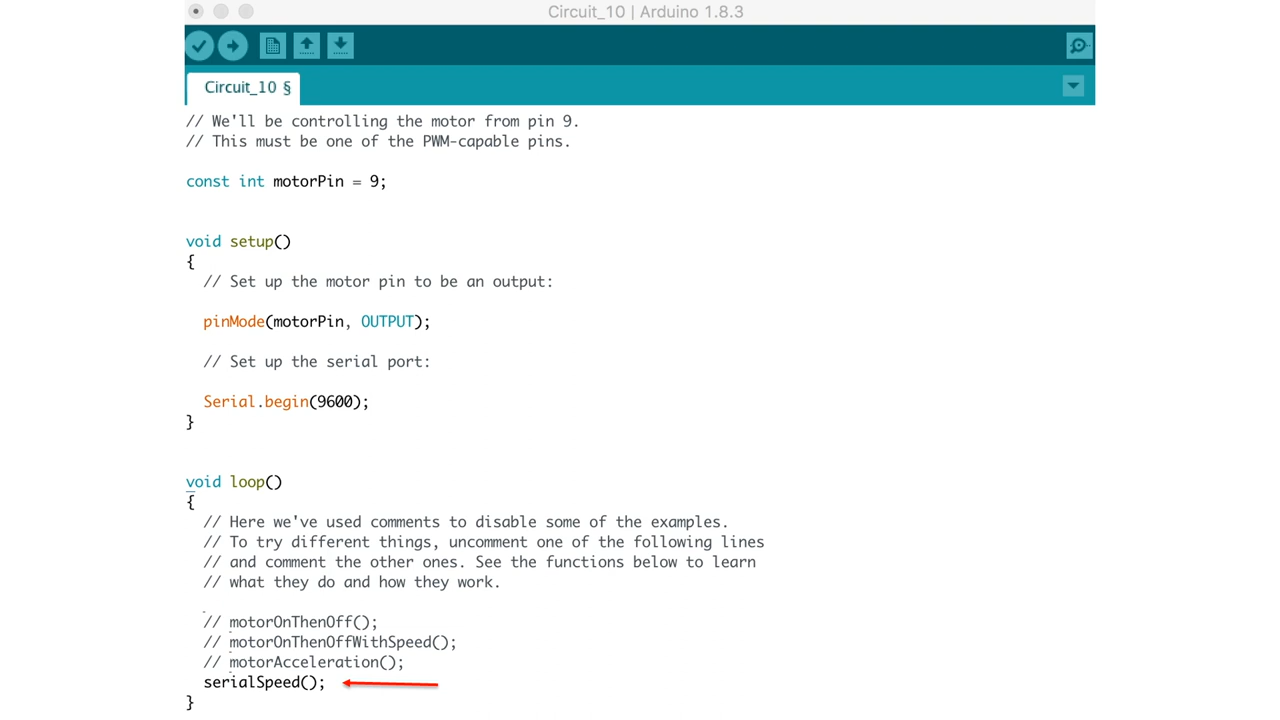 Circuit_10 | Arduino 1.8.3
Circuit_10 §
// We'll be controlling the motor from pin 9.
// This must be one of the PWM-capable pins.
const int motorPin = 9;
void setup()
{
// Set up the motor pin to be an output:
pinMode(motorPin, OUTPUT);
// Set up the serial port:
Serial.begin(9600);
}
void loop()
{
// Here we've used comments to disable some of the examples.
// To try different things, uncomment one of the following lines
// and comment the other ones. See the functions below to learn
// what they do and how they work.
// motorOnThenOff();
// motorOnThenOffWithSpeed();
// motorAcceleration();
serialSpeed();
}